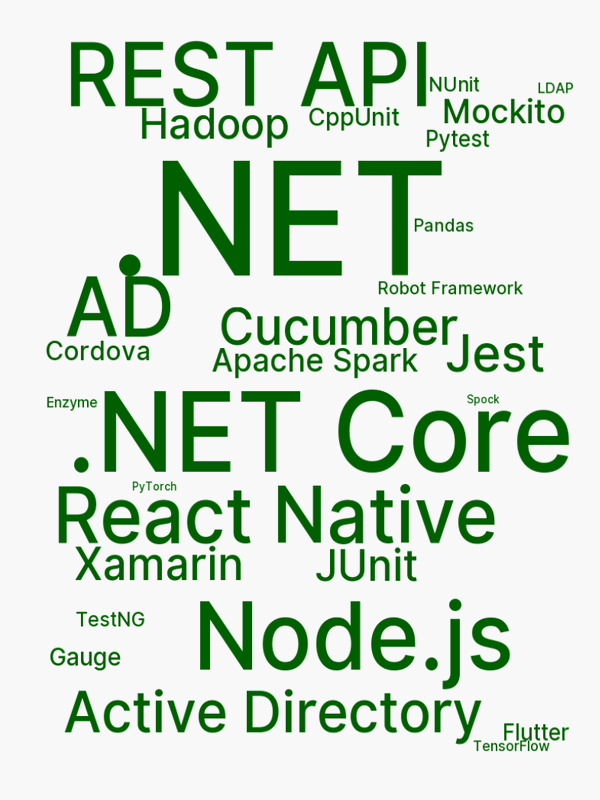 REST API
NUnit
LDAP
Hadoop
CppUnit
Mockito
Pytest
.NET
Pandas
AD
Robot Framework
Cucumber
Cordova
Apache Spark
Jest
Enzyme
Spock
.NET Core
PyTorch
React Native
Xamarin
JUnit
TestNG
Node.js
Gauge
Active Directory
Flutter
TensorFlow